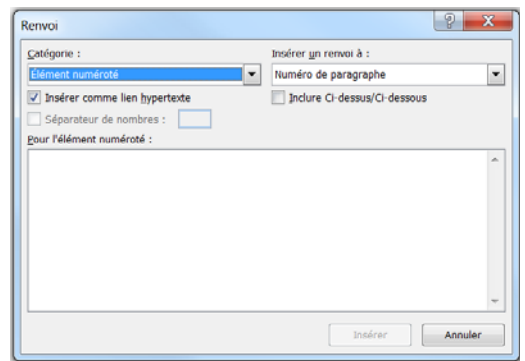 Renvoi
Catégorie :
Insérer un renvoi à :
Élément numéroté
Numéro de paragraphe
Insérer comme lien hypertexte
Inclure Ci-dessus/Ci-dessous
Séparateur de nombres :
Pour l'élément numéroté :
Insérer
Annuler